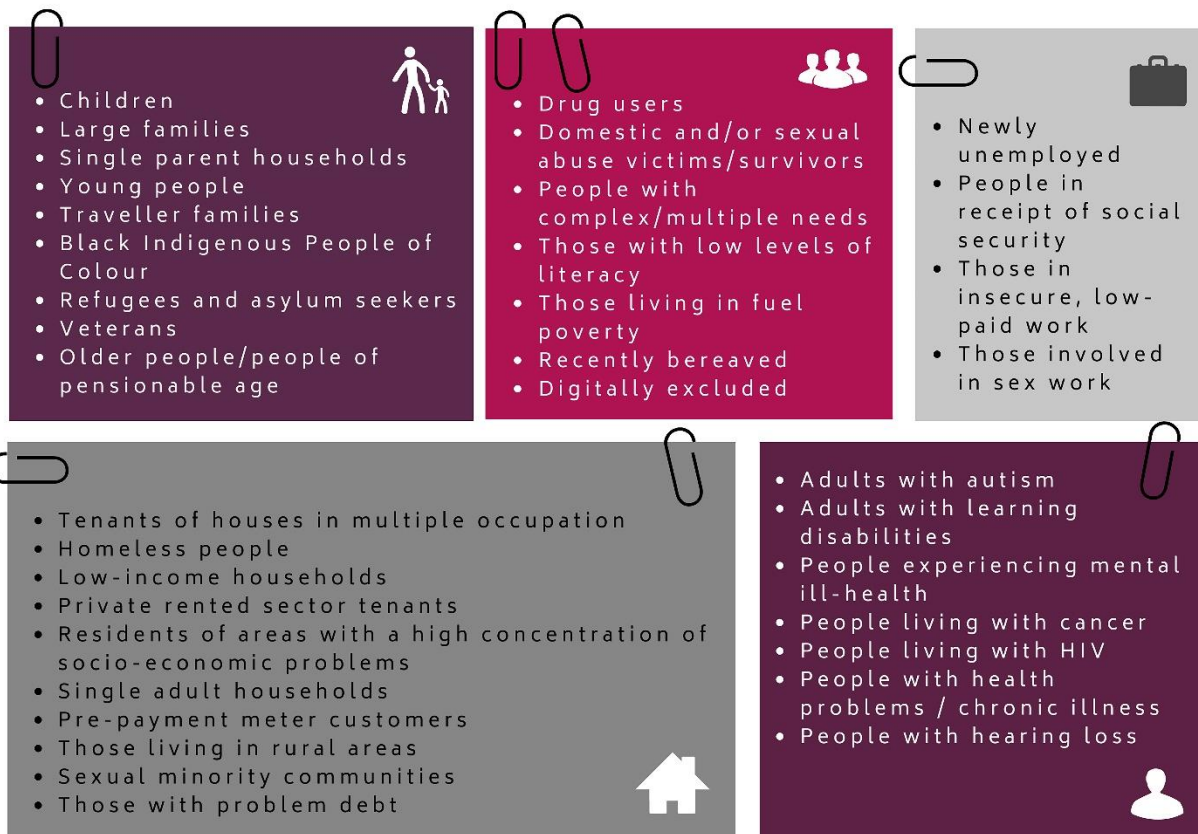 • Children
• Large families
• Single parent households
• Young people
• Traveller families
• Black Indigenous People of
Colour
• Refugees and asylum seekers
• Veterans
• Older people/people of
pensionable age
• Drug users
• Domestic and/or sexual
abuse victims/survivors
• People with
complex/multiple needs
• Those with low levels of
literacy
• Those living in fuel
poverty
• Recently bereaved
• Digitally excluded
• Newly
unemployed
• People in
receipt of social
security
• Those in
insecure, low-
paid work
• Those involved
in sex work
• Tenants of houses in multiple occupation
• Homeless people
• Low-income households
• Private rented sector tenants
• Residents of areas with a high concentration of
socio-economic problems
• Single adult households
• Pre-payment meter customers
• Those living in rural areas
• Sexual minority communities
• Those with problem debt
• Adults with autism
• Adults with learning
disabilities
• People experiencing mental
ill-health
• People living with cancer
• People living with HIV
• People with health
problems / chronic illness
• People with hearing loss